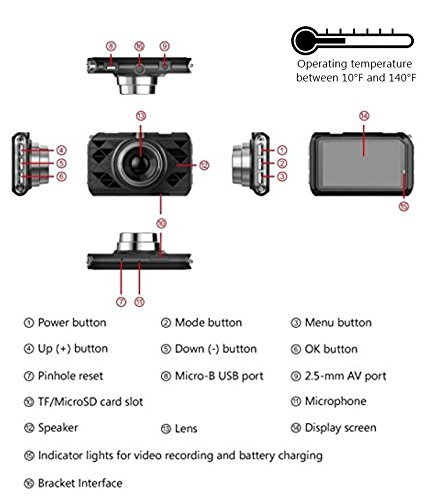 Operating temperature
between 10°F and 140°F
⑧ ⑯ ⑨
⑬ ⑭
④ ⑤ ⑥ ⑫ ① ② ③
⑩ ⑮
⑦ ⑪
① Power button ② Mode button ③ Menu button
④ Up (+) button ⑤ Down (-) button ⑥ OK button
⑦ Pinhole reset ⑧ Micro-B USB port ⑨ 2.5-mm AV port
⑩ TF/MicroSD card slot ⑪ Microphone
⑫ Speaker ⑬ Lens ⑭ Display screen
⑮ Indicator lights for video recording and battery charging
⑯ Bracket Interface